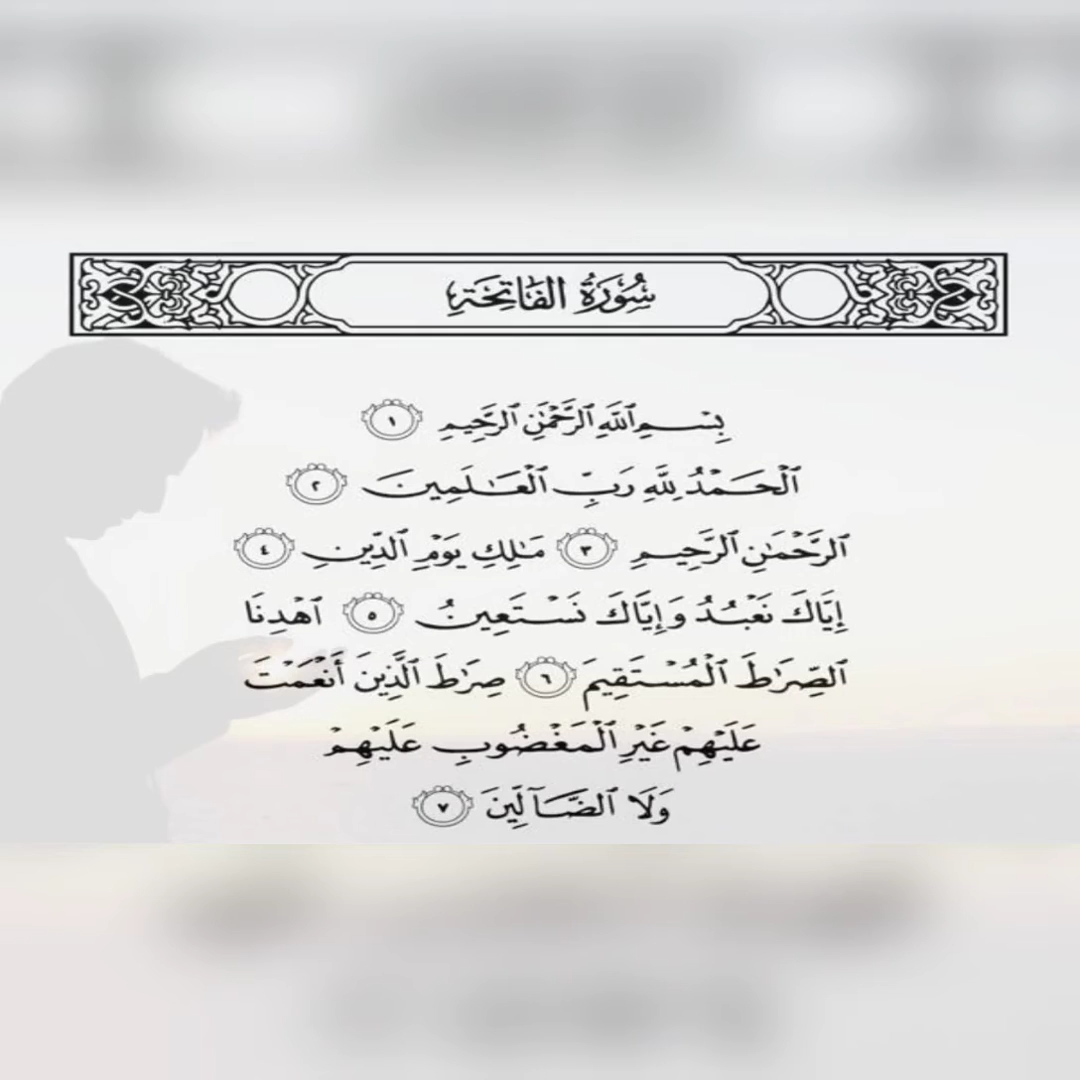 سُورَةُ الفَاتِحَةِ
بِسْمِ ٱللَّهِ ٱلرَّحْمَٰنِ ٱلرَّحِيمِ ١
ٱلْحَمْدُ لِلَّهِ رَبِّ ٱلْعَـٰلَمِينَ ٢
ٱلرَّحْمَٰنِ ٱلرَّحِيمِ ٣ مَٰلِكِ يَوْمِ ٱلدِّينِ ٤
إِيَّاكَ نَعْبُدُ وَإِيَّاكَ نَسْتَعِينُ ٥ ٱهْدِنَا
ٱلصِّرَٰطَ ٱلْمُسْتَقِيمَ ٦ صِرَٰطَ ٱلَّذِينَ أَنْعَمْتَ
عَلَيْهِمْ غَيْرِ ٱلْمَغْضُوبِ عَلَيْهِمْ
وَلَا ٱلضَّآلِّينَ ٧